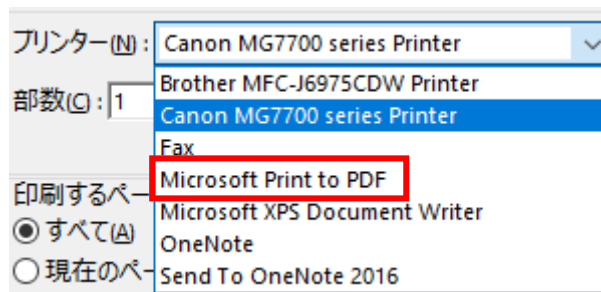 プリンター(N): Canon MG7700 series Printer
Brother MFC-J6975CDW Printer
部数(C): 1
Canon MG7700 series Printer
Fax
Microsoft Print to PDF
印刷するペー
Microsoft XPS Document Writer
すべて(A)
OneNote
現在のペー
Send To OneNote 2016